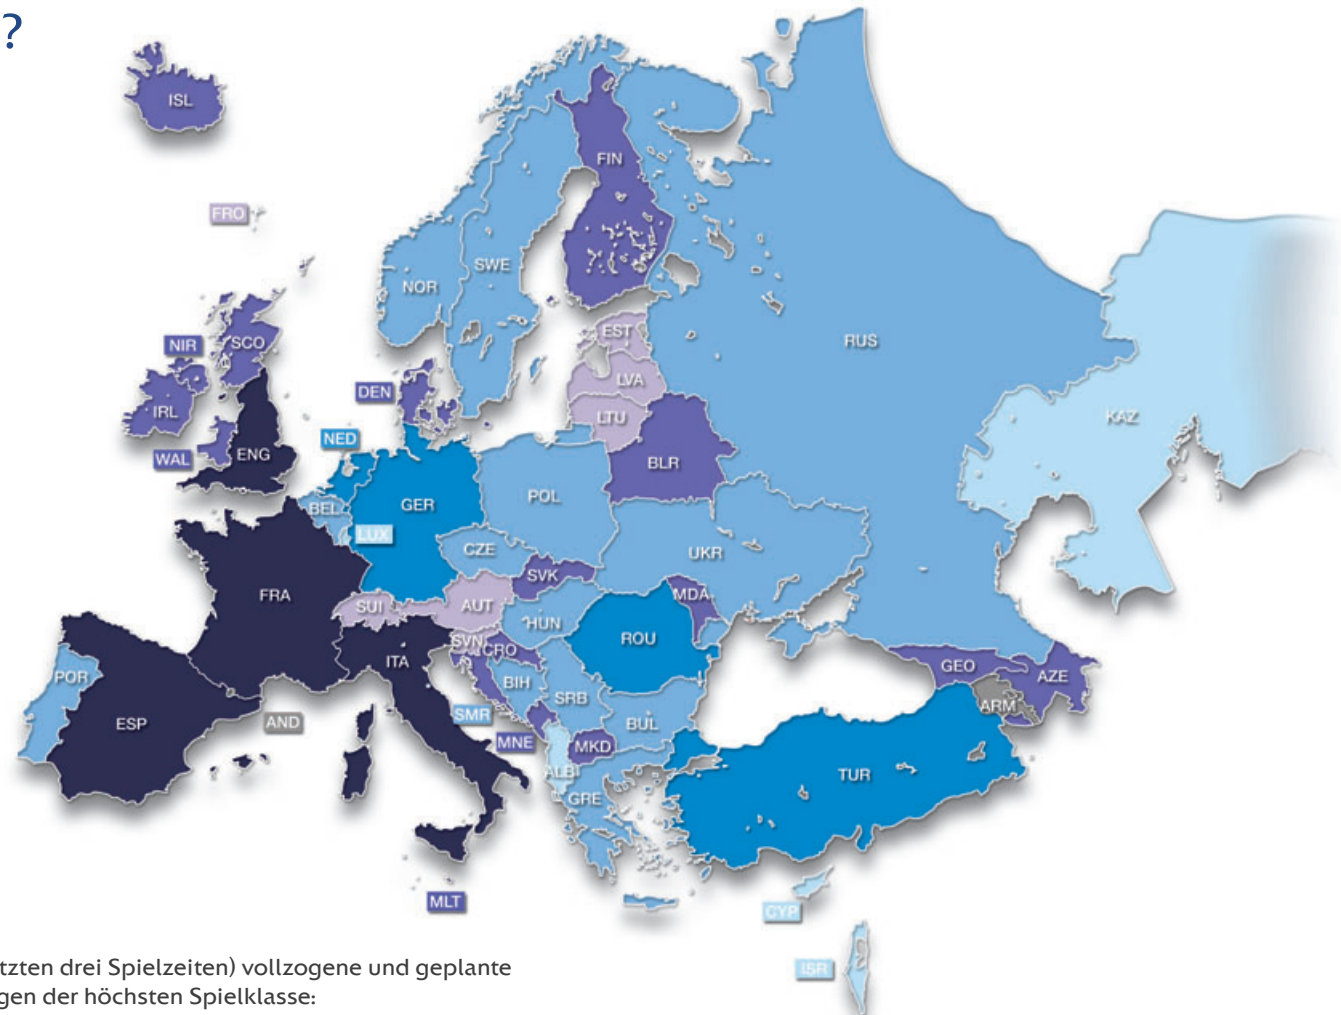 ?
ISL
FIN
FRO
SWE
NOR
RUS
EST
NIR
SCO
LVA
DEN
IRL
LTU
KAZ
NED
WAL
ENG
BLR
GER
POL
BEL
LUX
CZE
UKR
SVK
FRA
SUI
AUT
MDA
HUN
ROU
SVN
CRO
ITA
GEO
POR
BIH
AZE
SRB
ARM
SMR
ESP
AND
BUL
MNE
MKD
ALB
TUR
GRE
MLT
CYP
tzten drei Spielzeiten) vollzogene und geplante
ISR
gen der höchsten Spielklasse: